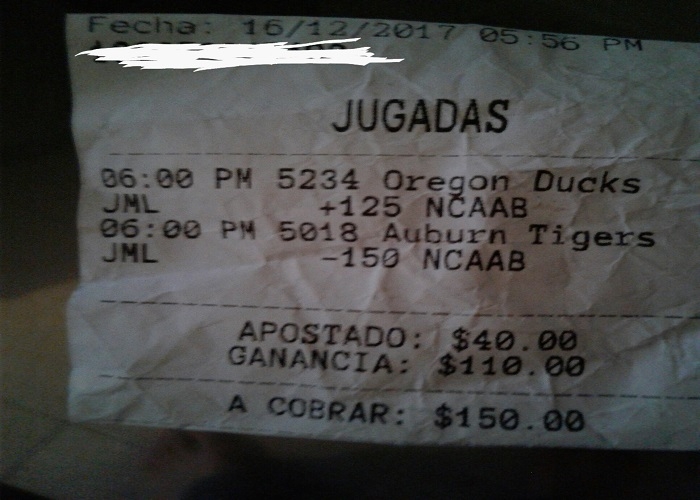 Fecha: 16/12/2017 05:56 PM
JUGADAS
06:00 PM 5234 Oregon Ducks
JML +125 NCAAB
06:00 PM 5018 Auburn Tigers
JML -150 NCAAB
APOSTADO: $40.00
GANANCIA: $110.00
A COBRAR: $150.00